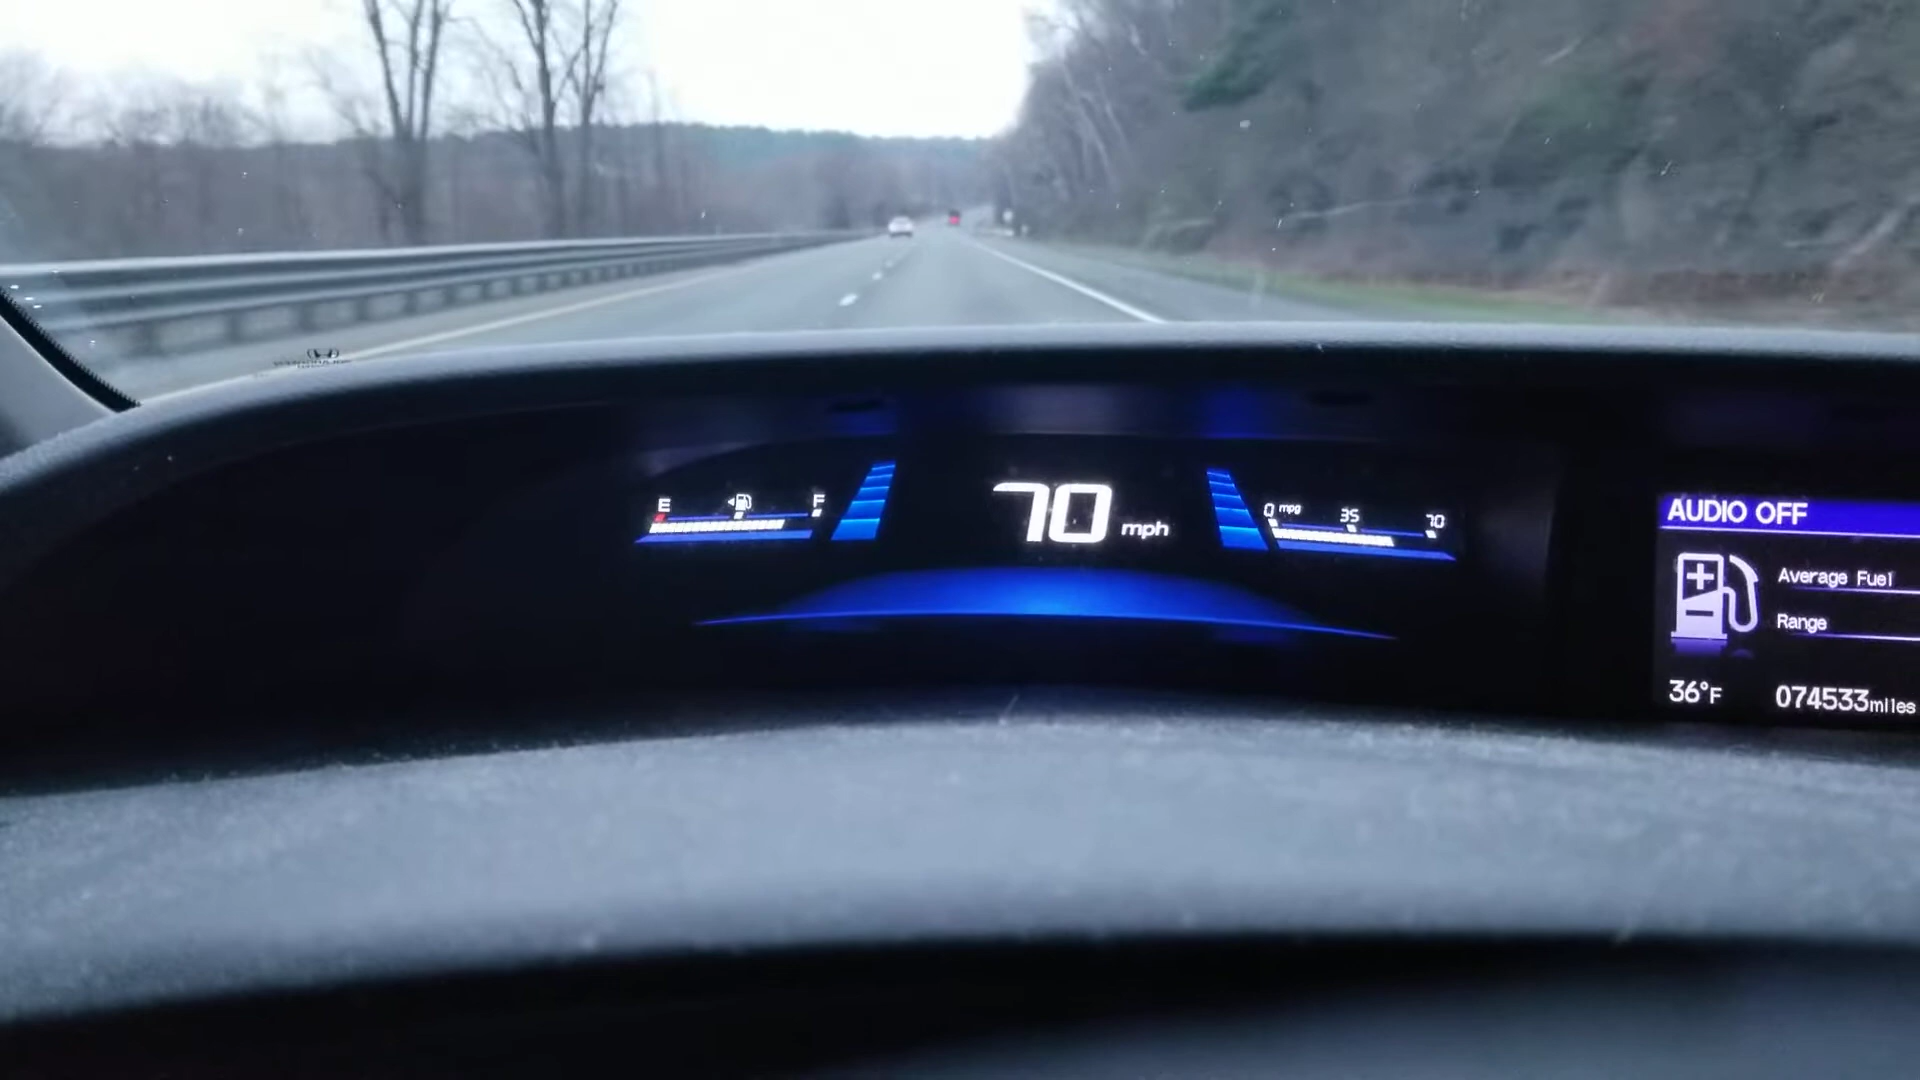 E F
70 mph
0 mpg 35 70
AUDIO OFF
Average Fuel
Range
36°F 074533miles